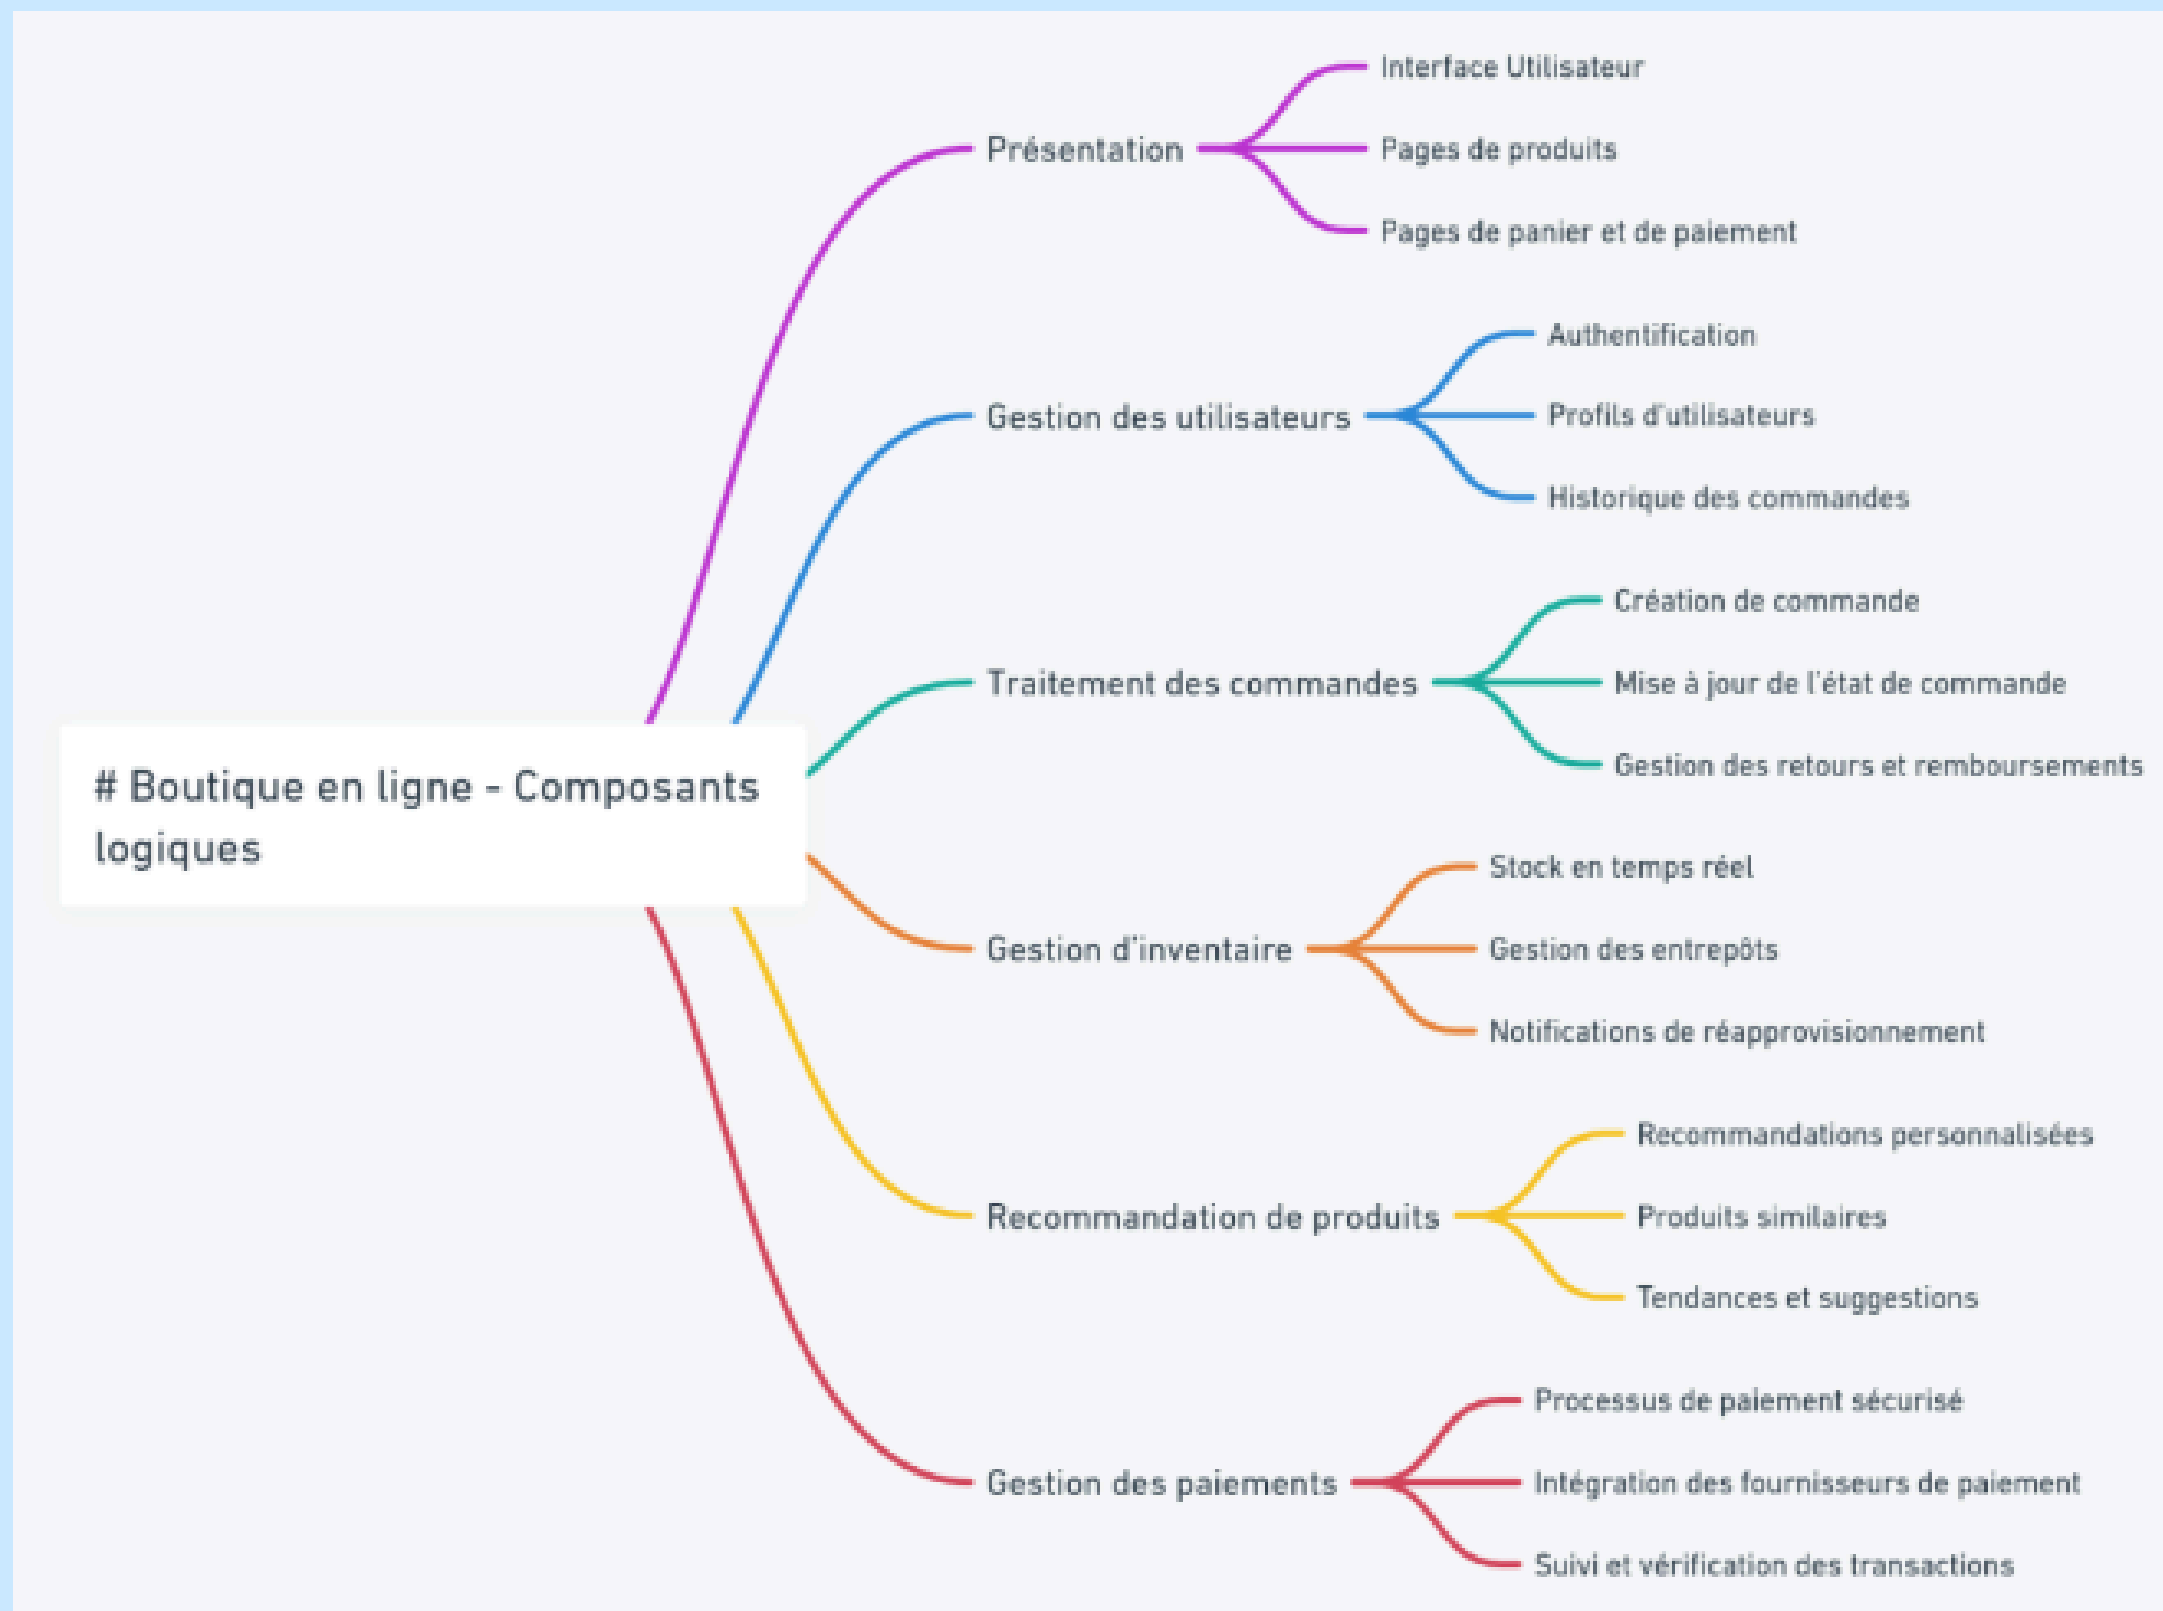 # Boutique en ligne - Composants
logiques
Présentation
Interface Utilisateur
Pages de produits
Pages de panier et de paiement
Gestion des utilisateurs
Authentification
Profils d'utilisateurs
Historique des commandes
Traitement des commandes
Création de commande
Mise à jour de l'état de commande
Gestion des retours et remboursements
Gestion d'inventaire
Stock en temps réel
Gestion des entrepôts
Notifications de réapprovisionnement
Recommandation de produits
Recommandations personnalisées
Produits similaires
Tendances et suggestions
Gestion des paiements
Processus de paiement sécurisé
Intégration des fournisseurs de paiement
Suivi et vérification des transactions